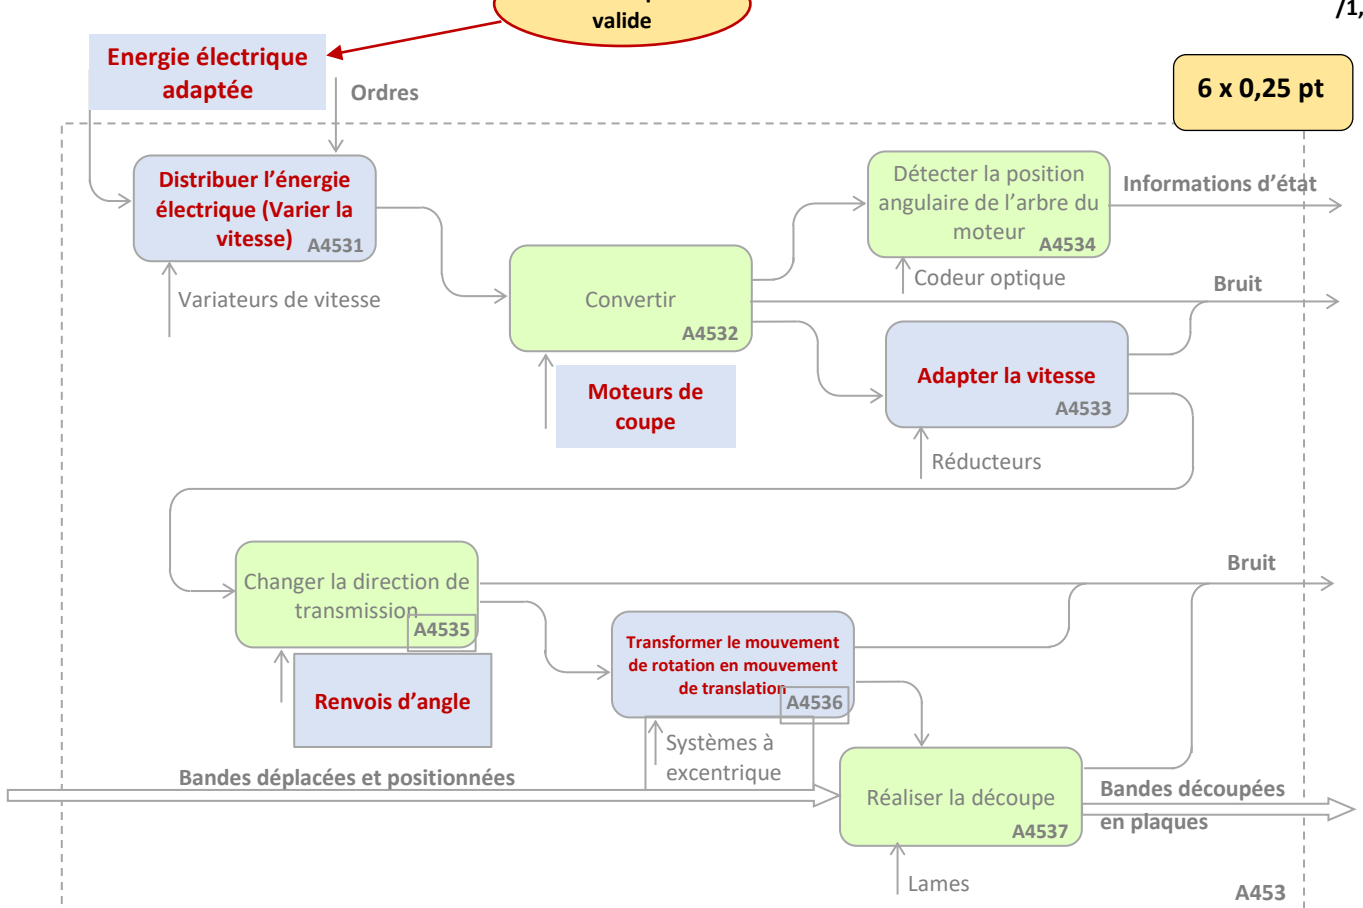 valide
/1,
Energie électrique
adaptée
Ordres
6 x 0,25 pt
Distribuer l’énergie
électrique (Varier la
vitesse)
A4531
Variateurs de vitesse
Détecter la position
angulaire de l’arbre du
moteur
A4534
Informations d’état
Codeur optique
Bruit
Convertir
A4532
Moteurs de
coupe
Adapter la vitesse
A4533
Réducteurs
Changer la direction de
transmission
A4535
Bruit
Renvois d’angle
Transformer le mouvement
de rotation en mouvement
de translation
A4536
Systèmes à
excentrique
Bandes déplacées et positionnées
Réaliser la découpe
A4537
Bandes découpées
en plaques
Lames
A453